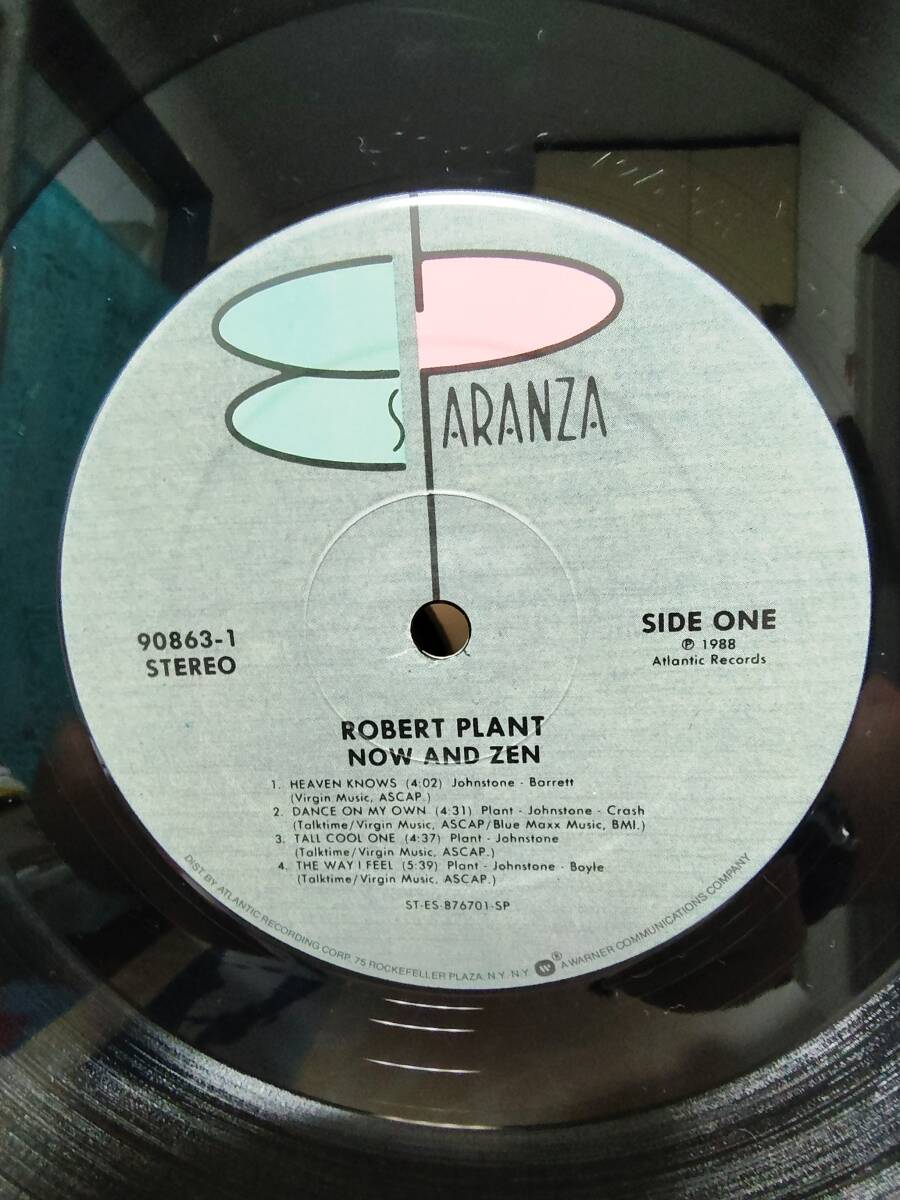 ES PARANZA
90863-1
STEREO
SIDE ONE
℗ 1988
Atlantic Records
ROBERT PLANT
NOW AND ZEN
1. HEAVEN KNOWS (4:02) Johnstone - Barrett
(Virgin Music, ASCAP.)
2. DANCE ON MY OWN (4:31) Plant - Johnstone - Crash
(Talktime/Virgin Music, ASCAP/Blue Maxx Music, BMI.)
3. TALL COOL ONE (4:37) Plant - Johnstone
(Talktime/Virgin Music, ASCAP.)
4. THE WAY I FEEL (5:39) Plant - Johnstone - Boyle
(Talktime/Virgin Music, ASCAP.)
ST-ES-876701-SP
DIST BY ATLANTIC RECORDING CORP. 75 ROCKEFELLER PLAZA, N.Y. N.Y. W ® A WARNER COMMUNICATIONS COMPANY